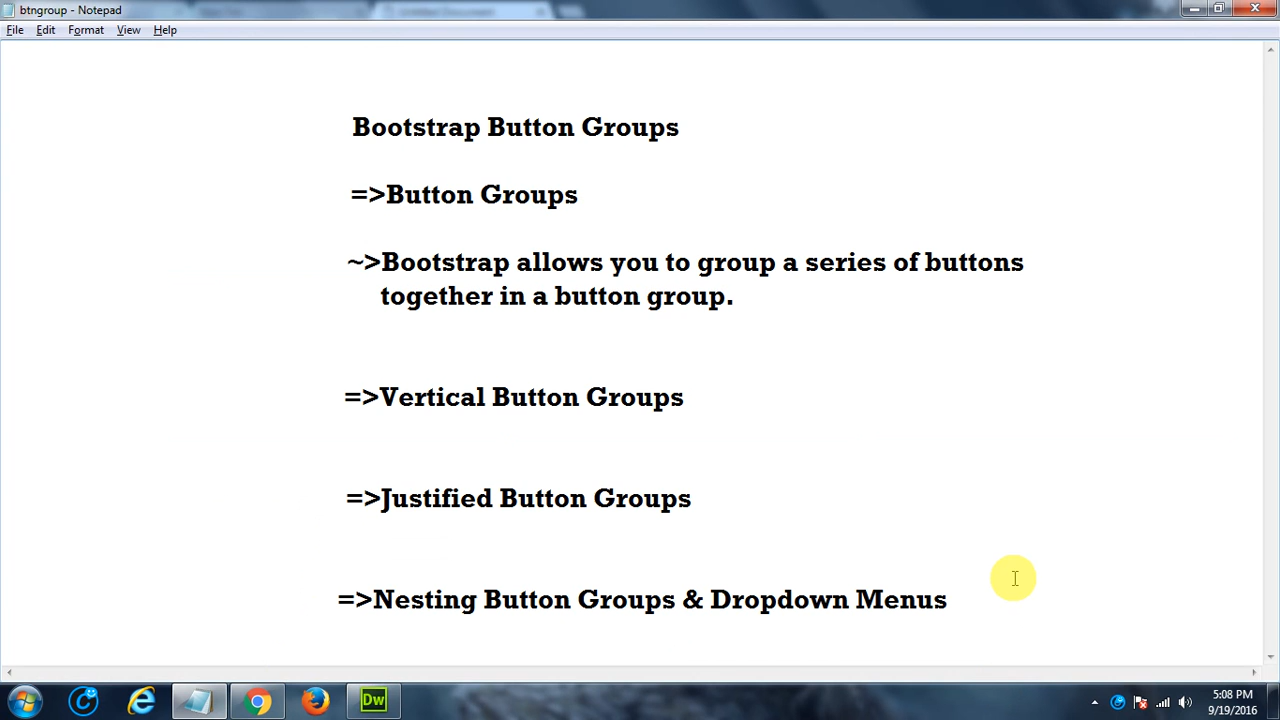 btngroup - Notepad
File Edit Format View Help
Bootstrap Button Groups
=>Button Groups
~>Bootstrap allows you to group a series of buttons
together in a button group.
=>Vertical Button Groups
=>Justified Button Groups
=>Nesting Button Groups & Dropdown Menus
Dw
5:08 PM
9/19/2016